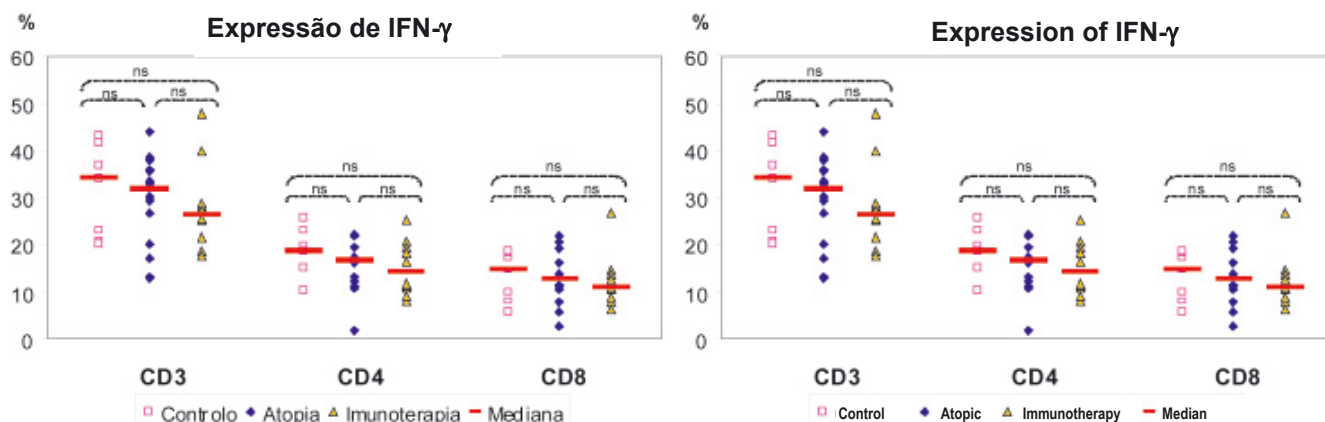 %
Expressão de IFN-γ
60
50
40
30
20
10
0
ns
ns
ns
ns
ns
ns
ns
ns
ns
CD3
CD4
CD8
Controlo
Atopia
Imunoterapia
Mediana
%
Expression of IFN-γ
60
50
40
30
20
10
0
ns
ns
ns
ns
ns
ns
ns
ns
ns
CD3
CD4
CD8
Control
Atopic
Immunotherapy
Median